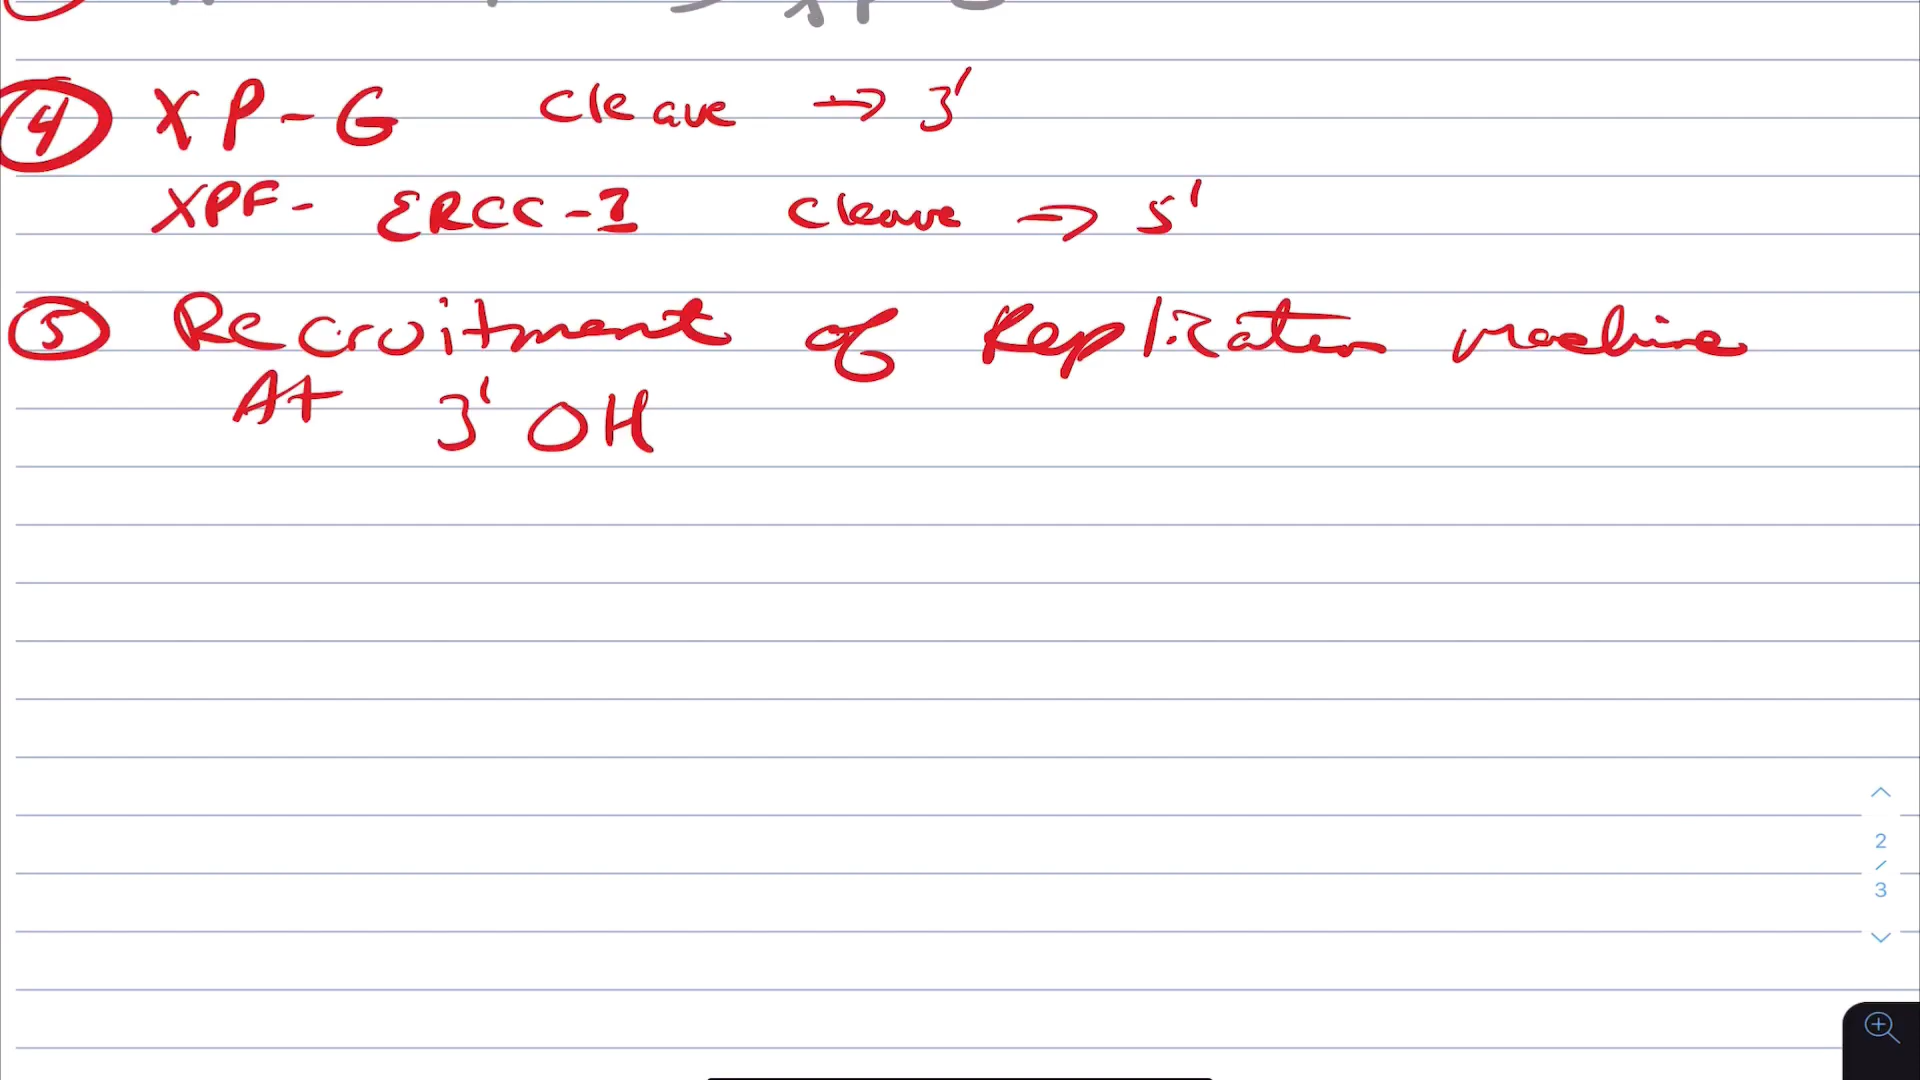 ④ XP-G cleave → 3'
XPF- ERCC-1 cleave → 5'
⑤ Recruitment of Replication machine
At 3' OH
2
/
3